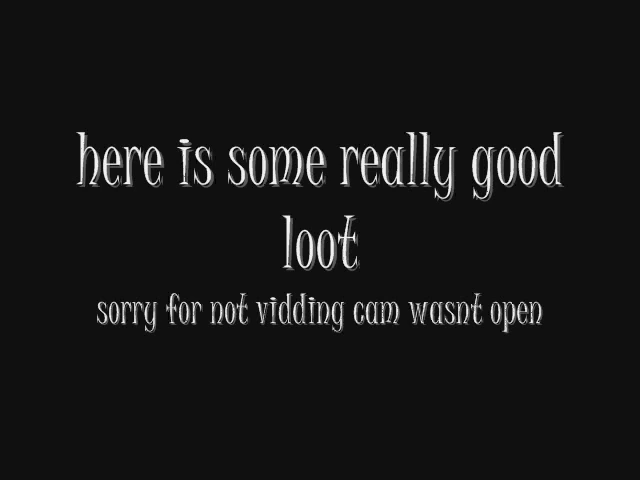 here is some really good
loot
sorry for not vidding cam wasnt open